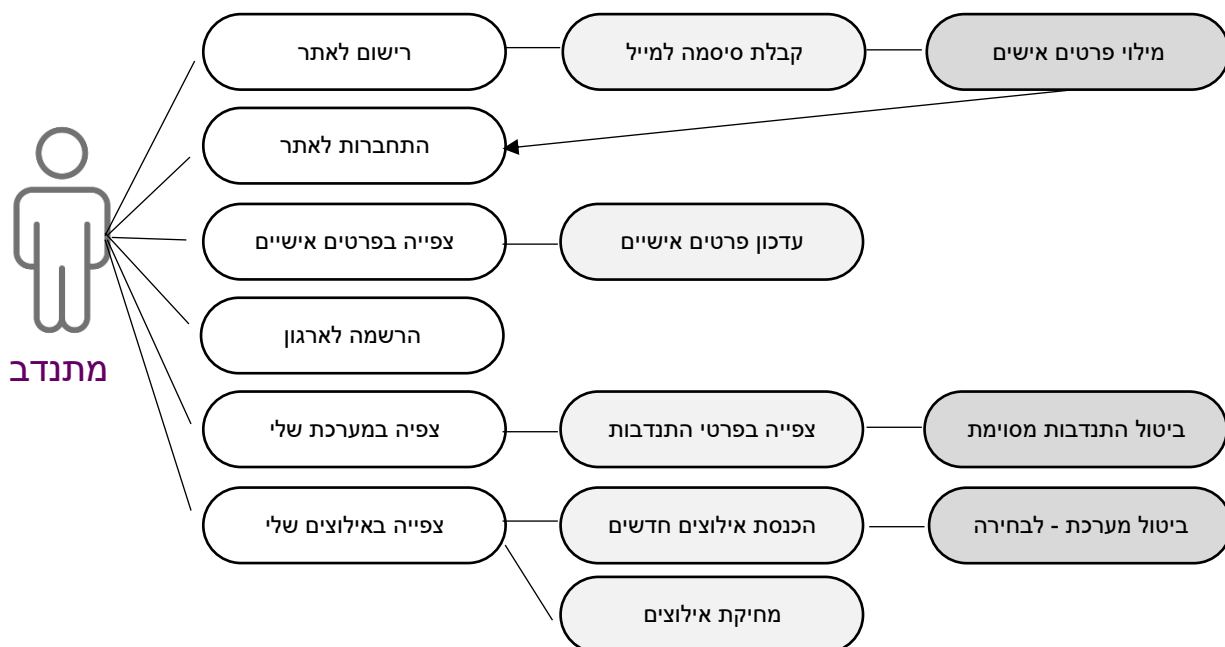 רישום לאתר
קבלת סיסמה למייל
מילוי פרטים אישים
התחברות לאתר
צפייה בפרטים אישיים
עדכון פרטים אישיים
הרשמה לארגון
מתנדב
צפיה במערכת שלי
צפייה בפרטי התנדבות
ביטול התנדבות מסוימת
צפייה באילוצים שלי
הכנסת אילוצים חדשים
ביטול מערכת - לבחירה
מחיקת אילוצים